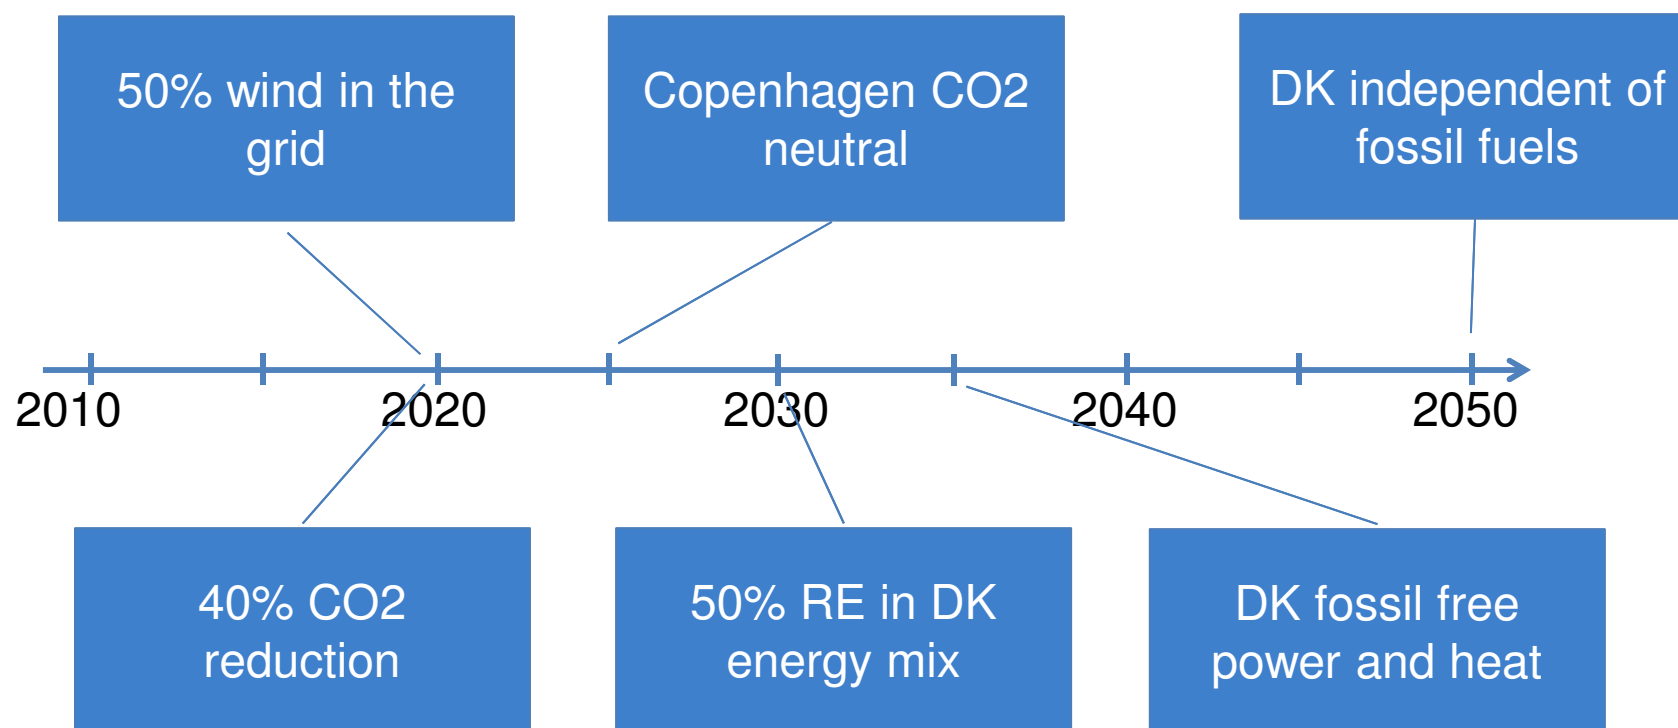 50% wind in the
grid
Copenhagen CO2
neutral
DK independent of
fossil fuels
2010
2020
2030
2040
2050
40% CO2
reduction
50% RE in DK
energy mix
DK fossil free
power and heat